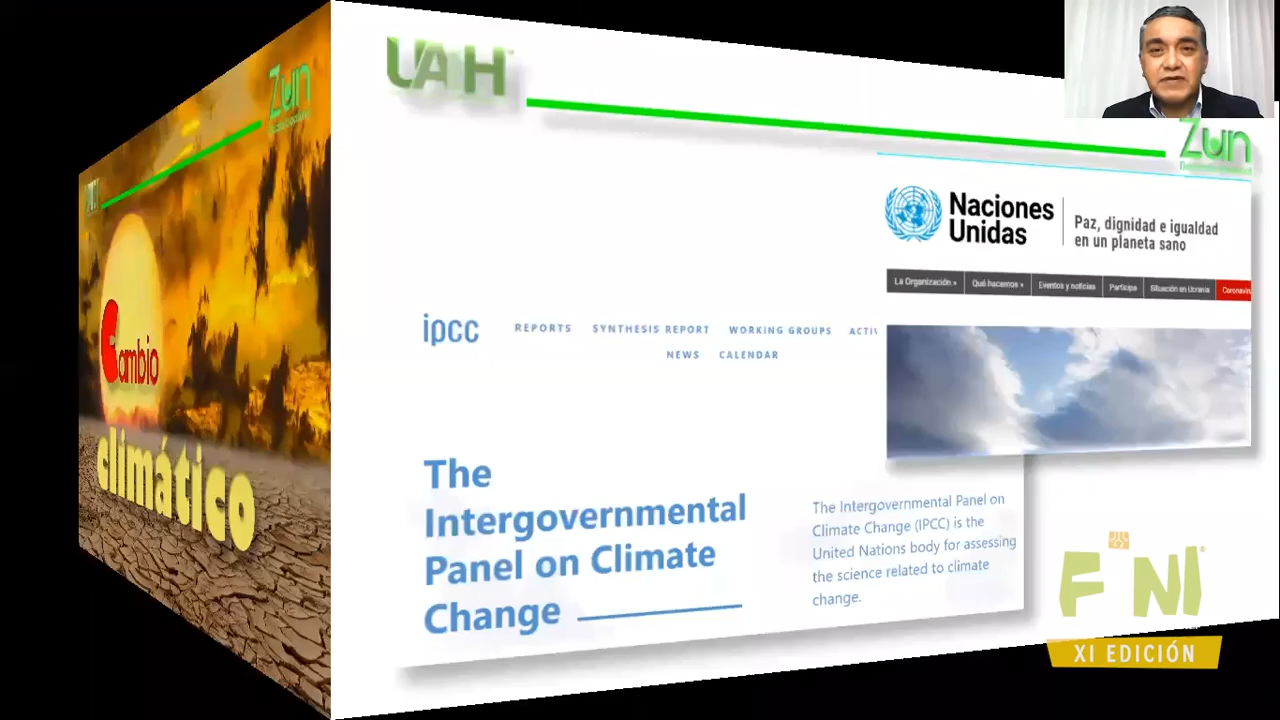 Zun
Cambio
climático
UAH
Zun
Naciones
Unidas
Paz, dignidad e igualdad
en un planeta sano
La Organización »
Qué hacemos »
Eventos y noticias
Participe
Situación en Ucrania
ipcc
REPORTS
SYNTHESIS REPORT
WORKING GROUPS
NEWS
CALENDAR
The
Intergovernmental
Panel on Climate
Change
The Intergovernmental Panel on
Climate Change (IPCC) is the
United Nations body for assessing
the science related to climate
change.
FINI
XI EDICIÓN